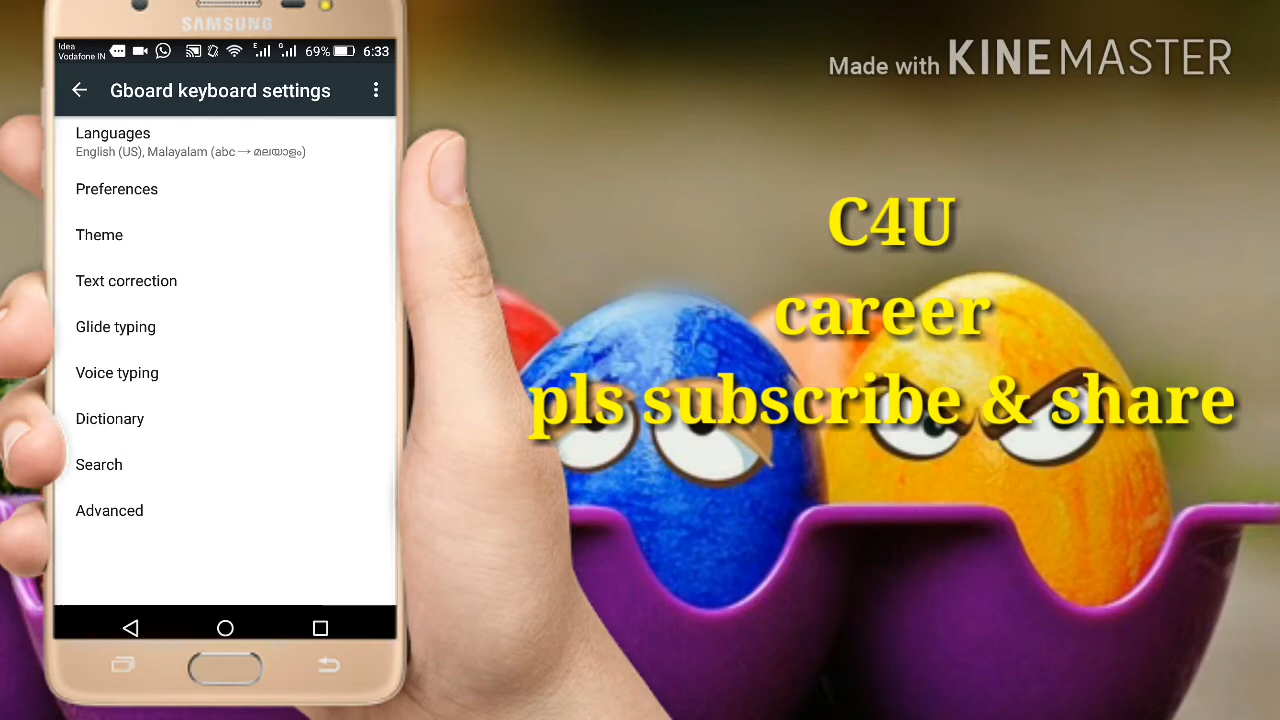 SAMSUNG
Idea
Vodafone IN
69%
6:33
Gboard keyboard settings
Languages
English (US), Malayalam (abc → മലയാളം)
Preferences
Theme
Text correction
Glide typing
Voice typing
Dictionary
Search
Advanced
Made with KINEMASTER
C4U
career
pls subscribe & share